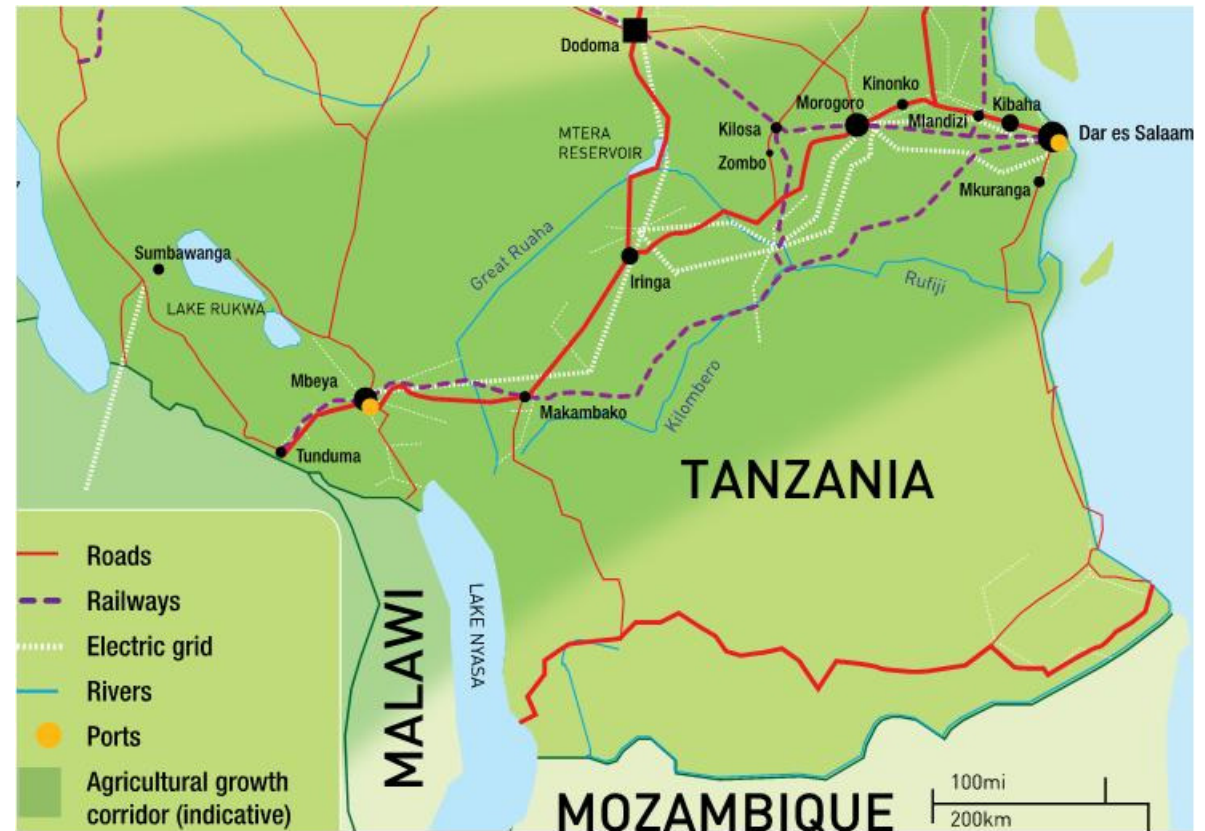 Dodoma
Kinonko
Morogoro
Kibaha
Mlandizi
Dar es Salaam
Kilosa
Zombo
MTERA
RESERVOIR
Mkuranga
Great Ruaha
Sumbawanga
Iringa
Rufiji
LAKE RUKWA
Mbeya
Kilombero
Makambako
Tunduma
TANZANIA
Roads
Railways
Electric grid
Rivers
Ports
Agricultural growth
corridor (indicative)
MALAWI
LAKE NYASA
MOZAMBIQUE
100mi
200km